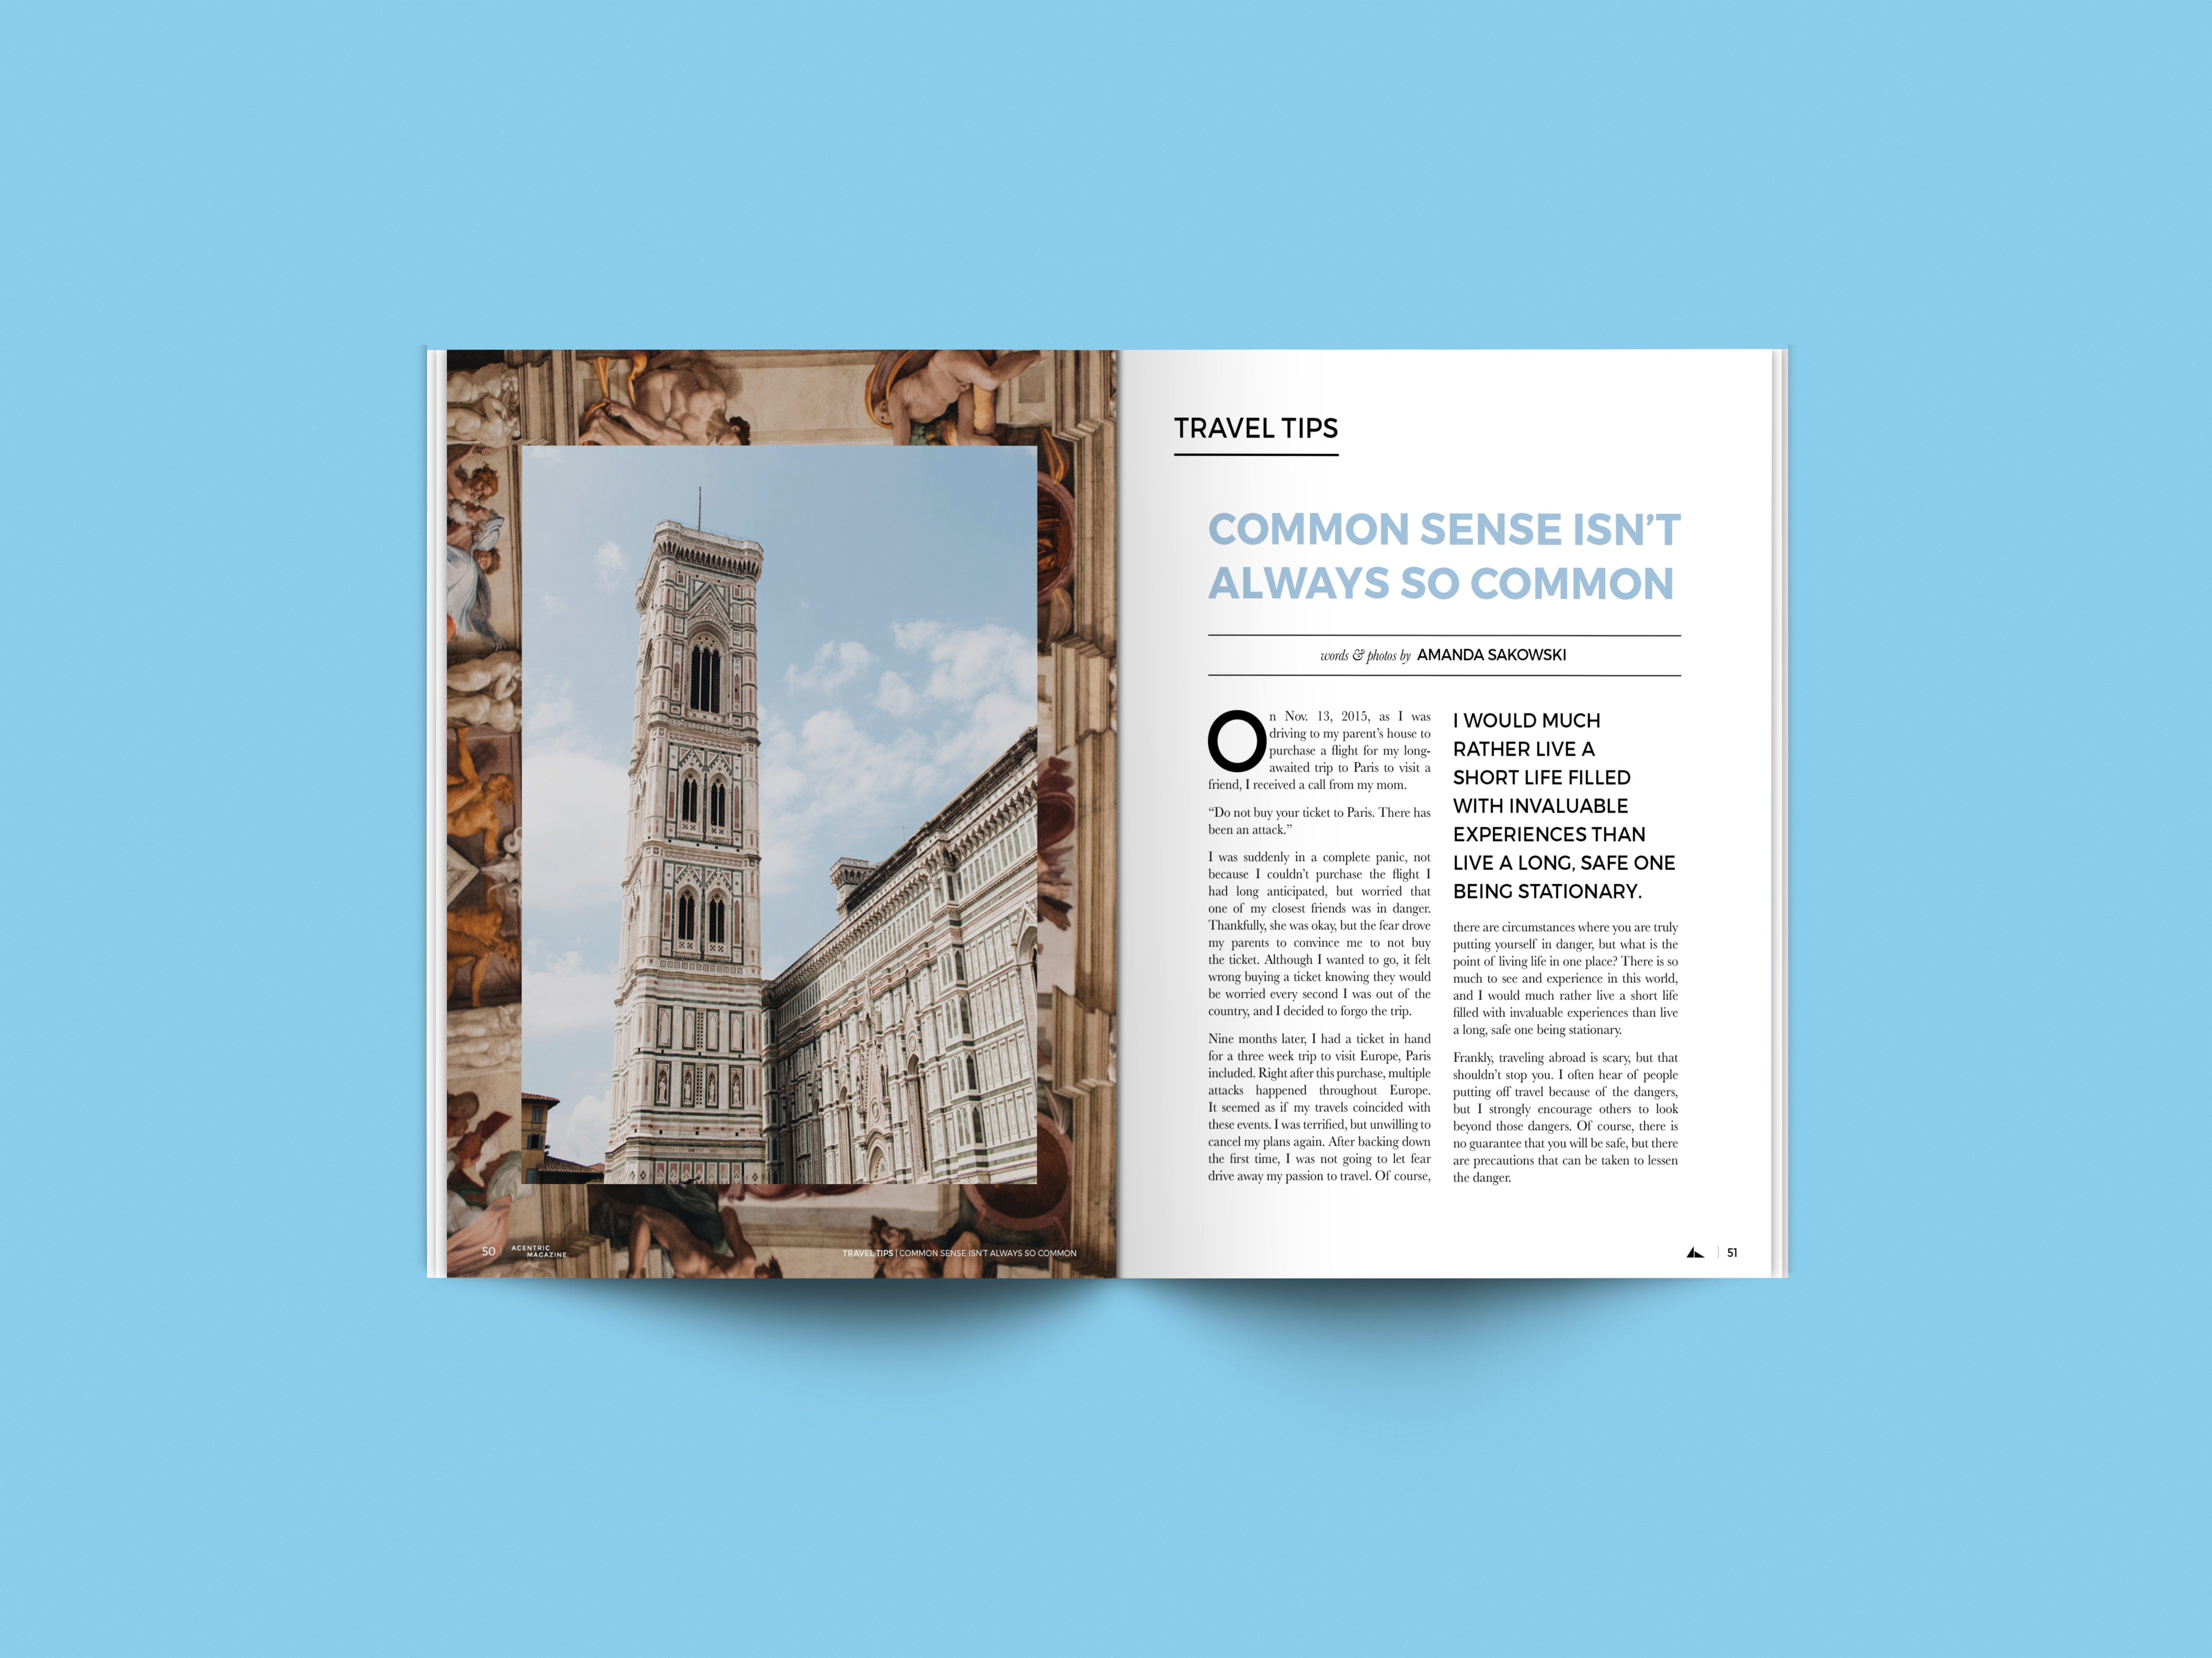 50
ACENTRIC
MAGAZINE
TRAVEL TIPS | COMMON SENSE ISN'T ALWAYS SO COMMON
TRAVEL TIPS
COMMON SENSE ISN'T
ALWAYS SO COMMON
words & photos by AMANDA SAKOWSKI
On Nov. 13, 2015, as I was
driving to my parent's house to
purchase a flight for my long-
awaited trip to Paris to visit a
friend, I received a call from my mom.
“Do not buy your ticket to Paris. There has
been an attack.”
I was suddenly in a complete panic, not
because I couldn't purchase the flight I
had long anticipated, but worried that
one of my closest friends was in danger.
Thankfully, she was okay, but the fear drove
my parents to convince me to not buy
the ticket. Although I wanted to go, it felt
wrong buying a ticket knowing they would
be worried every second I was out of the
country, and I decided to forgo the trip.
Nine months later, I had a ticket in hand
for a three week trip to visit Europe, Paris
included. Right after this purchase, multiple
attacks happened throughout Europe.
It seemed as if my travels coincided with
these events. I was terrified, but unwilling to
cancel my plans again. After backing down
the first time, I was not going to let fear
drive away my passion to travel. Of course,
I WOULD MUCH
RATHER LIVE A
SHORT LIFE FILLED
WITH INVALUABLE
EXPERIENCES THAN
LIVE A LONG, SAFE ONE
BEING STATIONARY.
there are circumstances where you are truly
putting yourself in danger, but what is the
point of living life in one place? There is so
much to see and experience in this world,
and I would much rather live a short life
filled with invaluable experiences than live
a long, safe one being stationary.
Frankly, traveling abroad is scary, but that
shouldn't stop you. I often hear of people
putting off travel because of the dangers,
but I strongly encourage others to look
beyond those dangers. Of course, there is
no guarantee that you will be safe, but there
are precautions that can be taken to lessen
the danger.
51